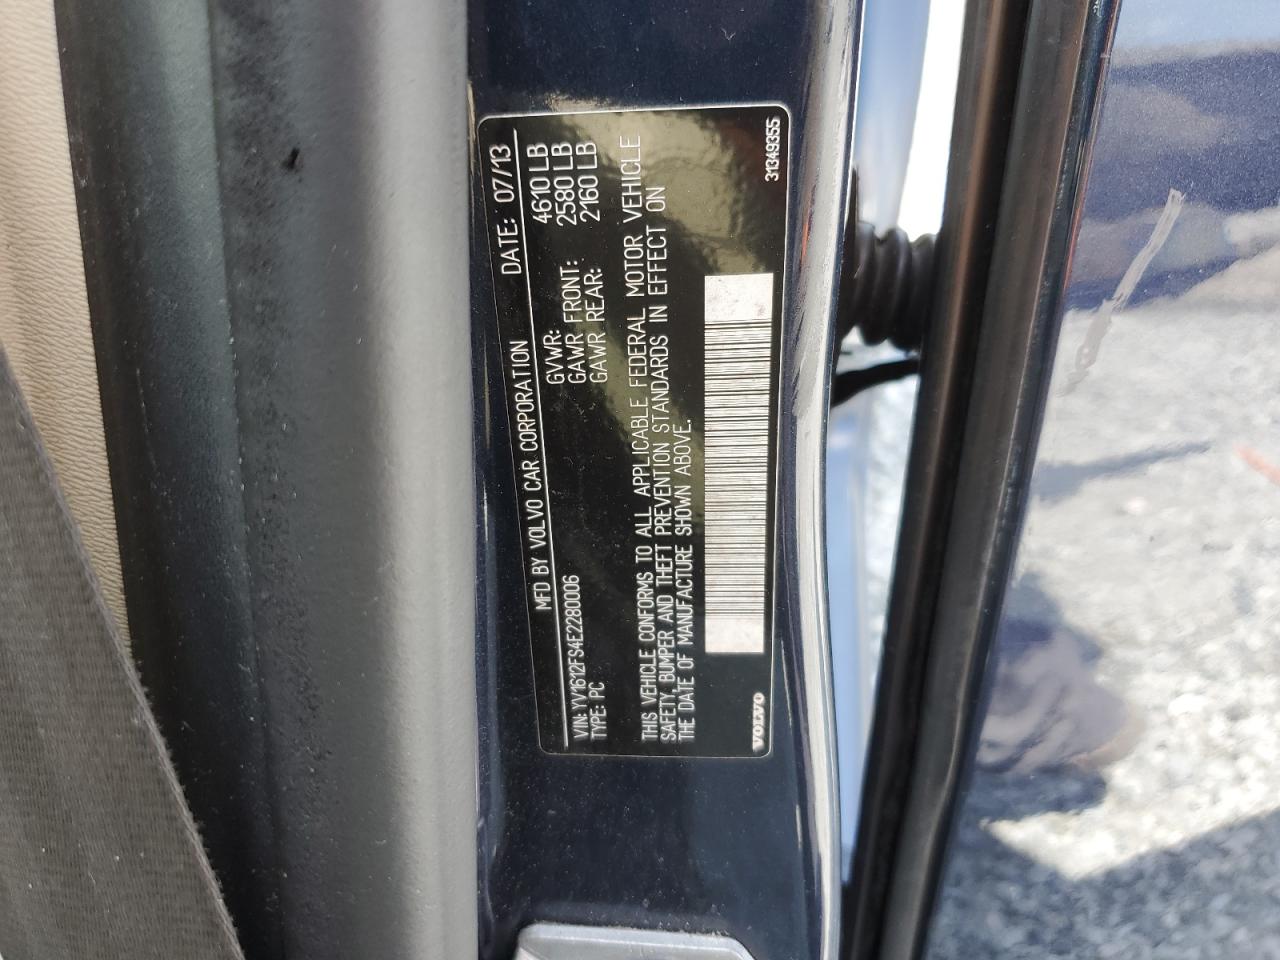 MFD BY VOLVO CAR CORPORATION DATE: 07/13
GVWR: 4610 LB
GAWR FRONT: 2580 LB
GAWR REAR: 2160 LB
VIN: YV1612FS4E2280006
TYPE: PC
THIS VEHICLE CONFORMS TO ALL APPLICABLE FEDERAL MOTOR VEHICLE
SAFETY, BUMPER AND THEFT PREVENTION STANDARDS IN EFFECT ON
THE DATE OF MANUFACTURE SHOWN ABOVE.
VOLVO 31349355